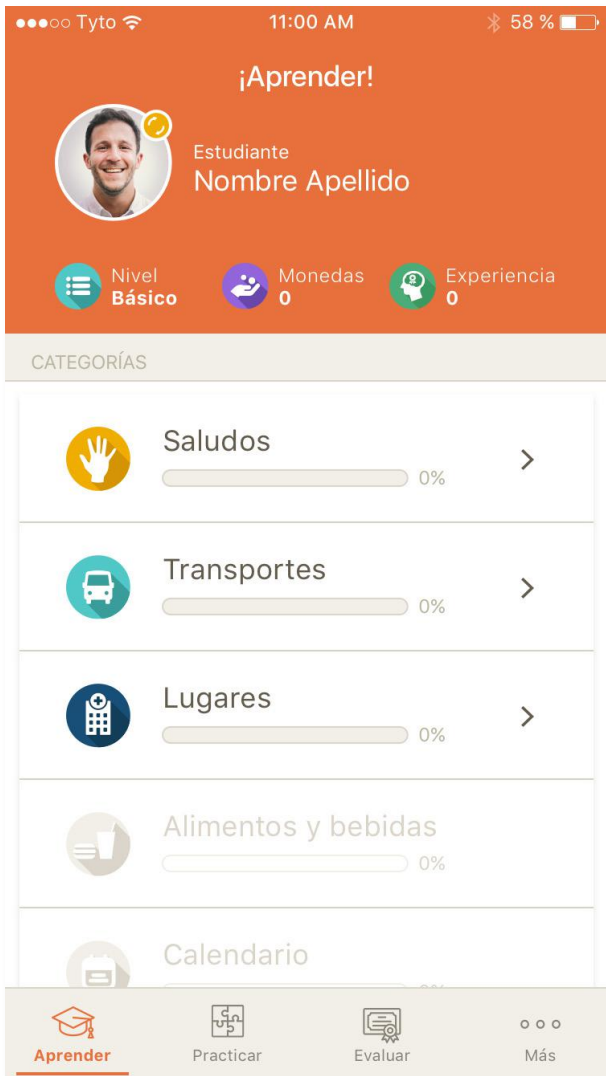 Tyto 11:00 AM 58 %
¡Aprender!
Estudiante
Nombre Apellido
Nivel
Básico
Monedas
0
Experiencia
0
CATEGORÍAS
Saludos
0%
Transportes
0%
Lugares
0%
Alimentos y bebidas
0%
Calendario
Aprender
Practicar
Evaluar
Más